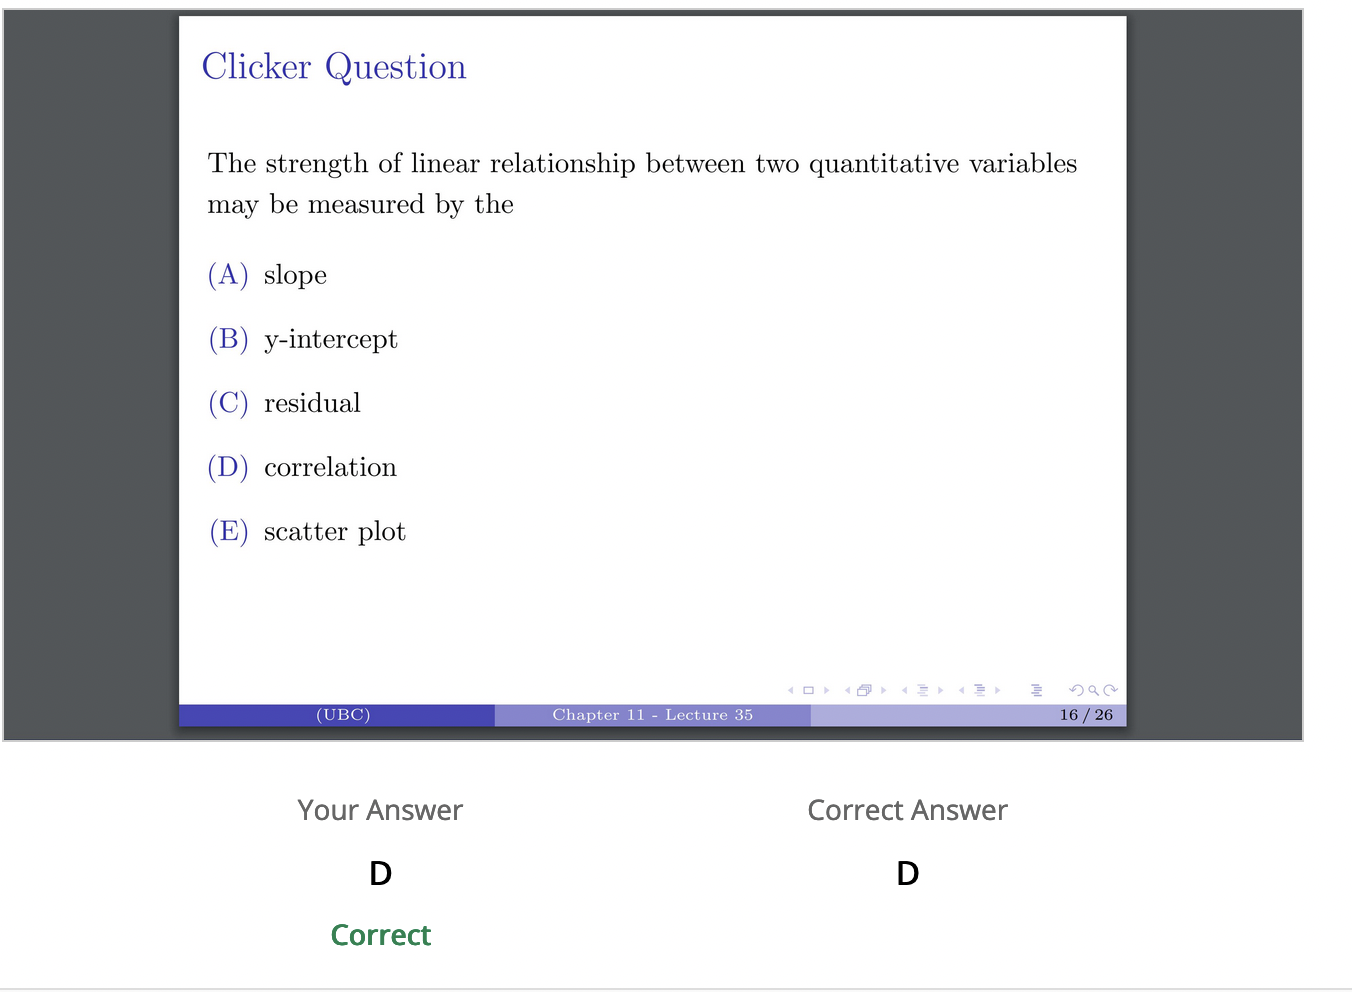 Clicker Question
The strength of linear relationship between two quantitative variables
may be measured by the
(A) slope
(B) y-intercept
(C) residual
(D) correlation
(E) scatter plot
(UBC) Chapter 11 - Lecture 35 16 / 26
Your Answer Correct Answer
D D
Correct